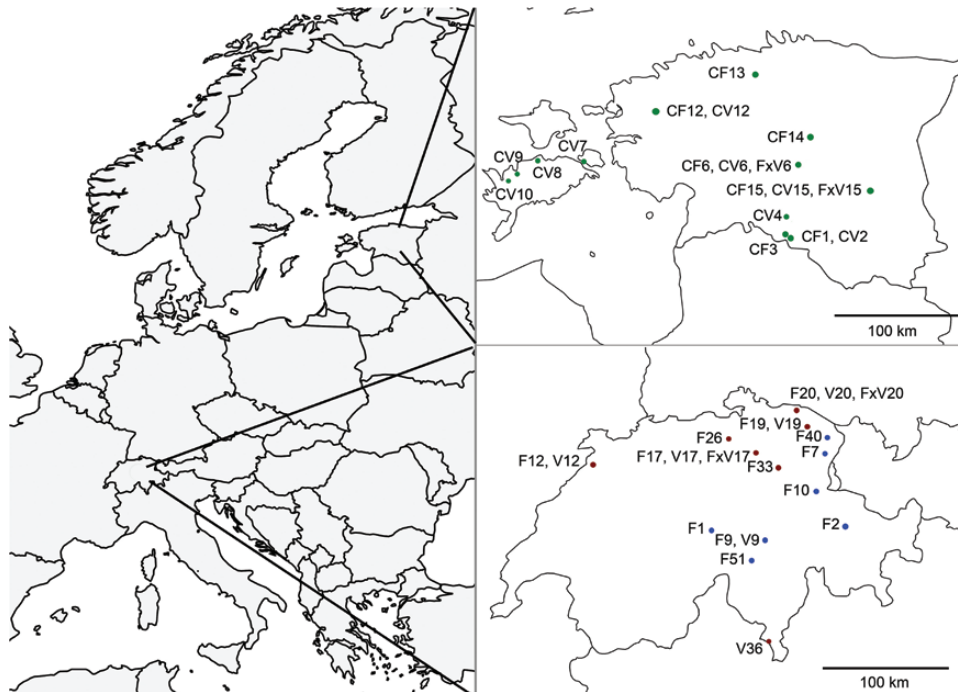 CF13
CF12, CV12
CF14
CV7
CV9
CV8
CF6, CV6, FxV6
CV10
CF15, CV15, FxV15
CV4
CF1, CV2
CF3
100 km
F20, V20, FxV20
F19, V19
F26
F40
F7
F17, V17, FxV17
F12, V12
F33
F10
F2
F1
F9, V9
F51
V36
100 km